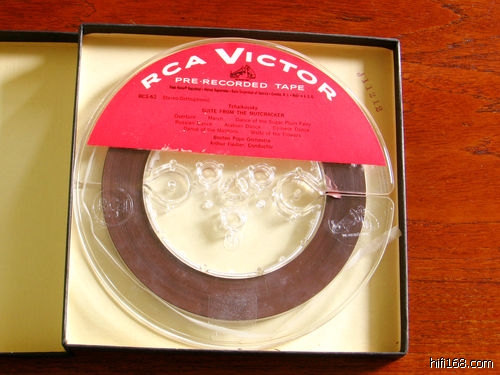 RCA VICTOR
PRE-RECORDED TAPE
BCS-62 Stereo-Orthophonic
Tchaikovsky
SUITE FROM THE NUTCRACKER
Overture March Dance of the Sugar Plum Fairy
Russian Dance Arabian Dance Chinese Dance
Dance of the Mirlitons Waltz of the Flowers
Boston Pops Orchestra
Arthur Fiedler, Conductor
J11212
hifi168.com